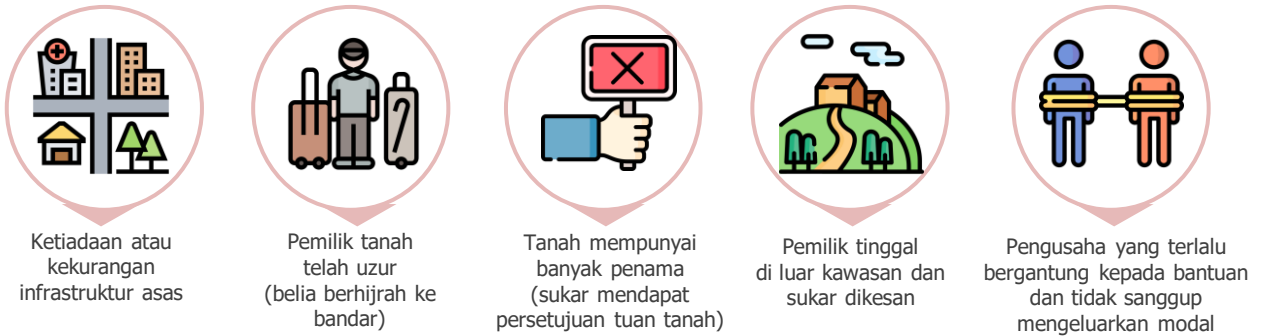 Ketiadaan atau
kekurangan
infrastruktur asas
Pemilik tanah
telah uzur
(belia berhijrah ke
bandar)
Tanah mempunyai
banyak penama
(sukar mendapat
persetujuan tuan tanah)
Pemilik tinggal
di luar kawasan dan
sukar dikesan
Pengusaha yang terlalu
bergantung kepada bantuan
dan tidak sanggup
mengeluarkan modal